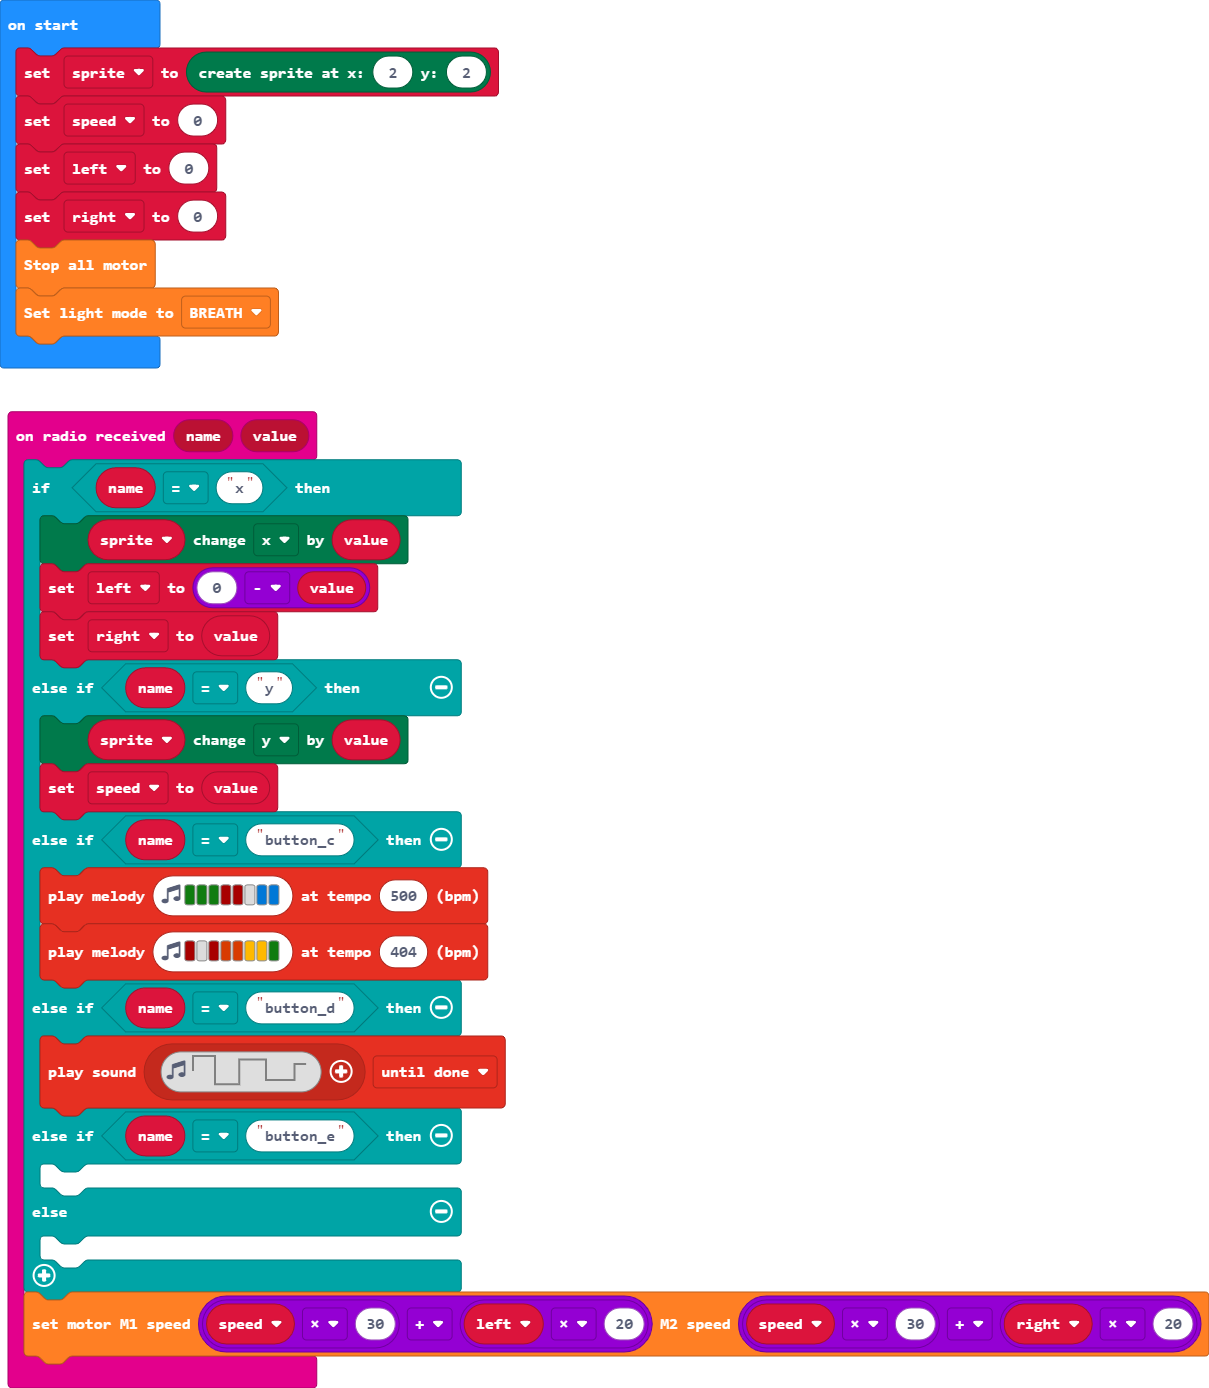 on start
set sprite to create sprite at x: 2 y: 2
set speed to 0
set left to 0
set right to 0
Stop all motor
Set light mode to BREATH
on radio received name value
if name = "x" then
sprite change x by value
set left to 0 - value
set right to value
else if name = "y" then
sprite change y by value
set speed to value
else if name = "button_c" then
play melody at tempo 500 (bpm)
play melody at tempo 404 (bpm)
else if name = "button_d" then
play sound until done
else if name = "button_e" then
else
set motor M1 speed speed × 30 + left × 20 M2 speed speed × 30 + right × 20